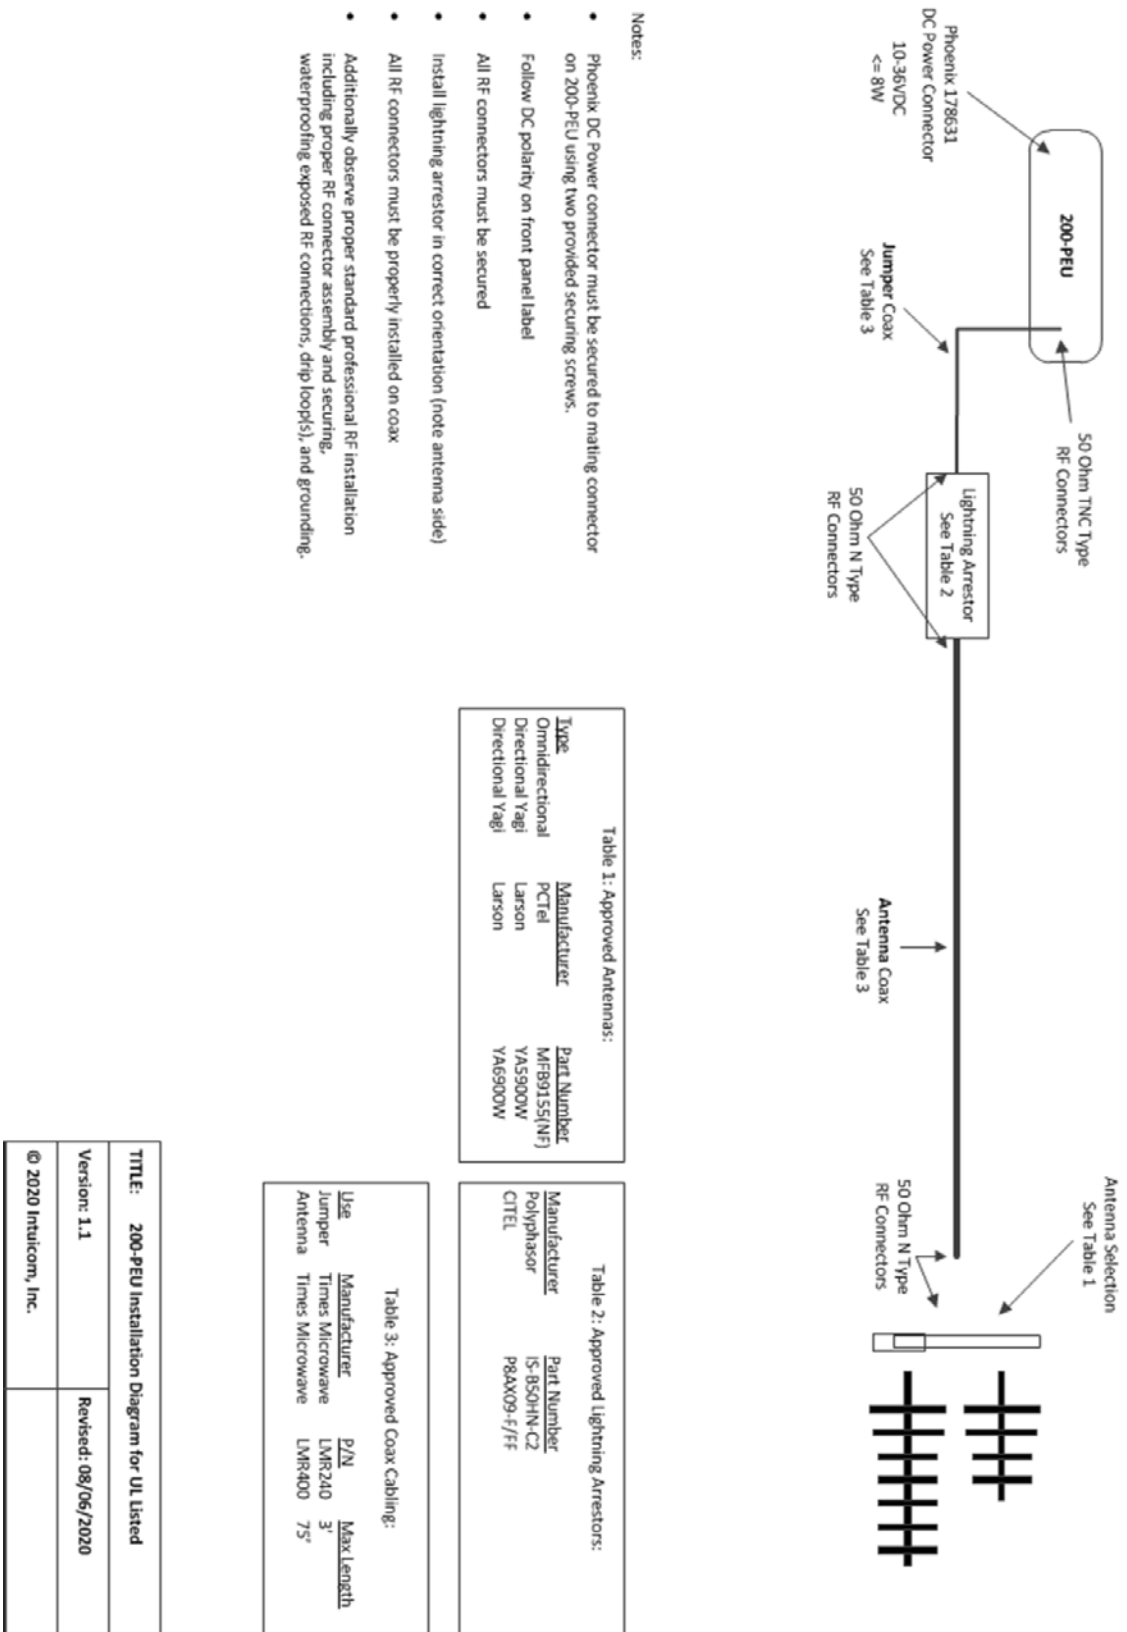 Phoenix 178631
DC Power Connector
10-36VDC
<= 8W
200-PEU
Jumper Coax
See Table 3
50 Ohm TNC Type
RF Connectors
Lightning Arrestor
See Table 2
50 Ohm N Type
RF Connectors
Antenna Coax
See Table 3
Antenna Selection
See Table 1
50 Ohm N Type
RF Connectors
Notes:
• Phoenix DC Power connector must be secured to mating connector
on 200-PEU using two provided securing screws.
• Follow DC polarity on front panel label
• All RF connectors must be secured
• Install lightning arrestor in correct orientation (note antenna side)
• All RF connectors must be properly installed on coax
• Additionally observe proper standard professional RF installation
including proper RF connector assembly and securing,
waterproofing exposed RF connections, drip loop(s), and grounding.
Table 1: Approved Antennas:
Type Manufacturer Part Number
Omnidirectional PCTel MFB9155(NF)
Directional Yagi Larson YA5900W
Directional Yagi Larson YA6900W
Table 2: Approved Lightning Arrestors:
Manufacturer Part Number
Polyphasor IS-B50HN-C2
CITEL P8AX09-F/FF
Table 3: Approved Coax Cabling:
Use Manufacturer P/N Max Length
Jumper Times Microwave LMR240 3'
Antenna Times Microwave LMR400 75'
TITLE: 200-PEU Installation Diagram for UL Listed
Version: 1.1 Revised: 08/06/2020
© 2020 Intuicom, Inc.